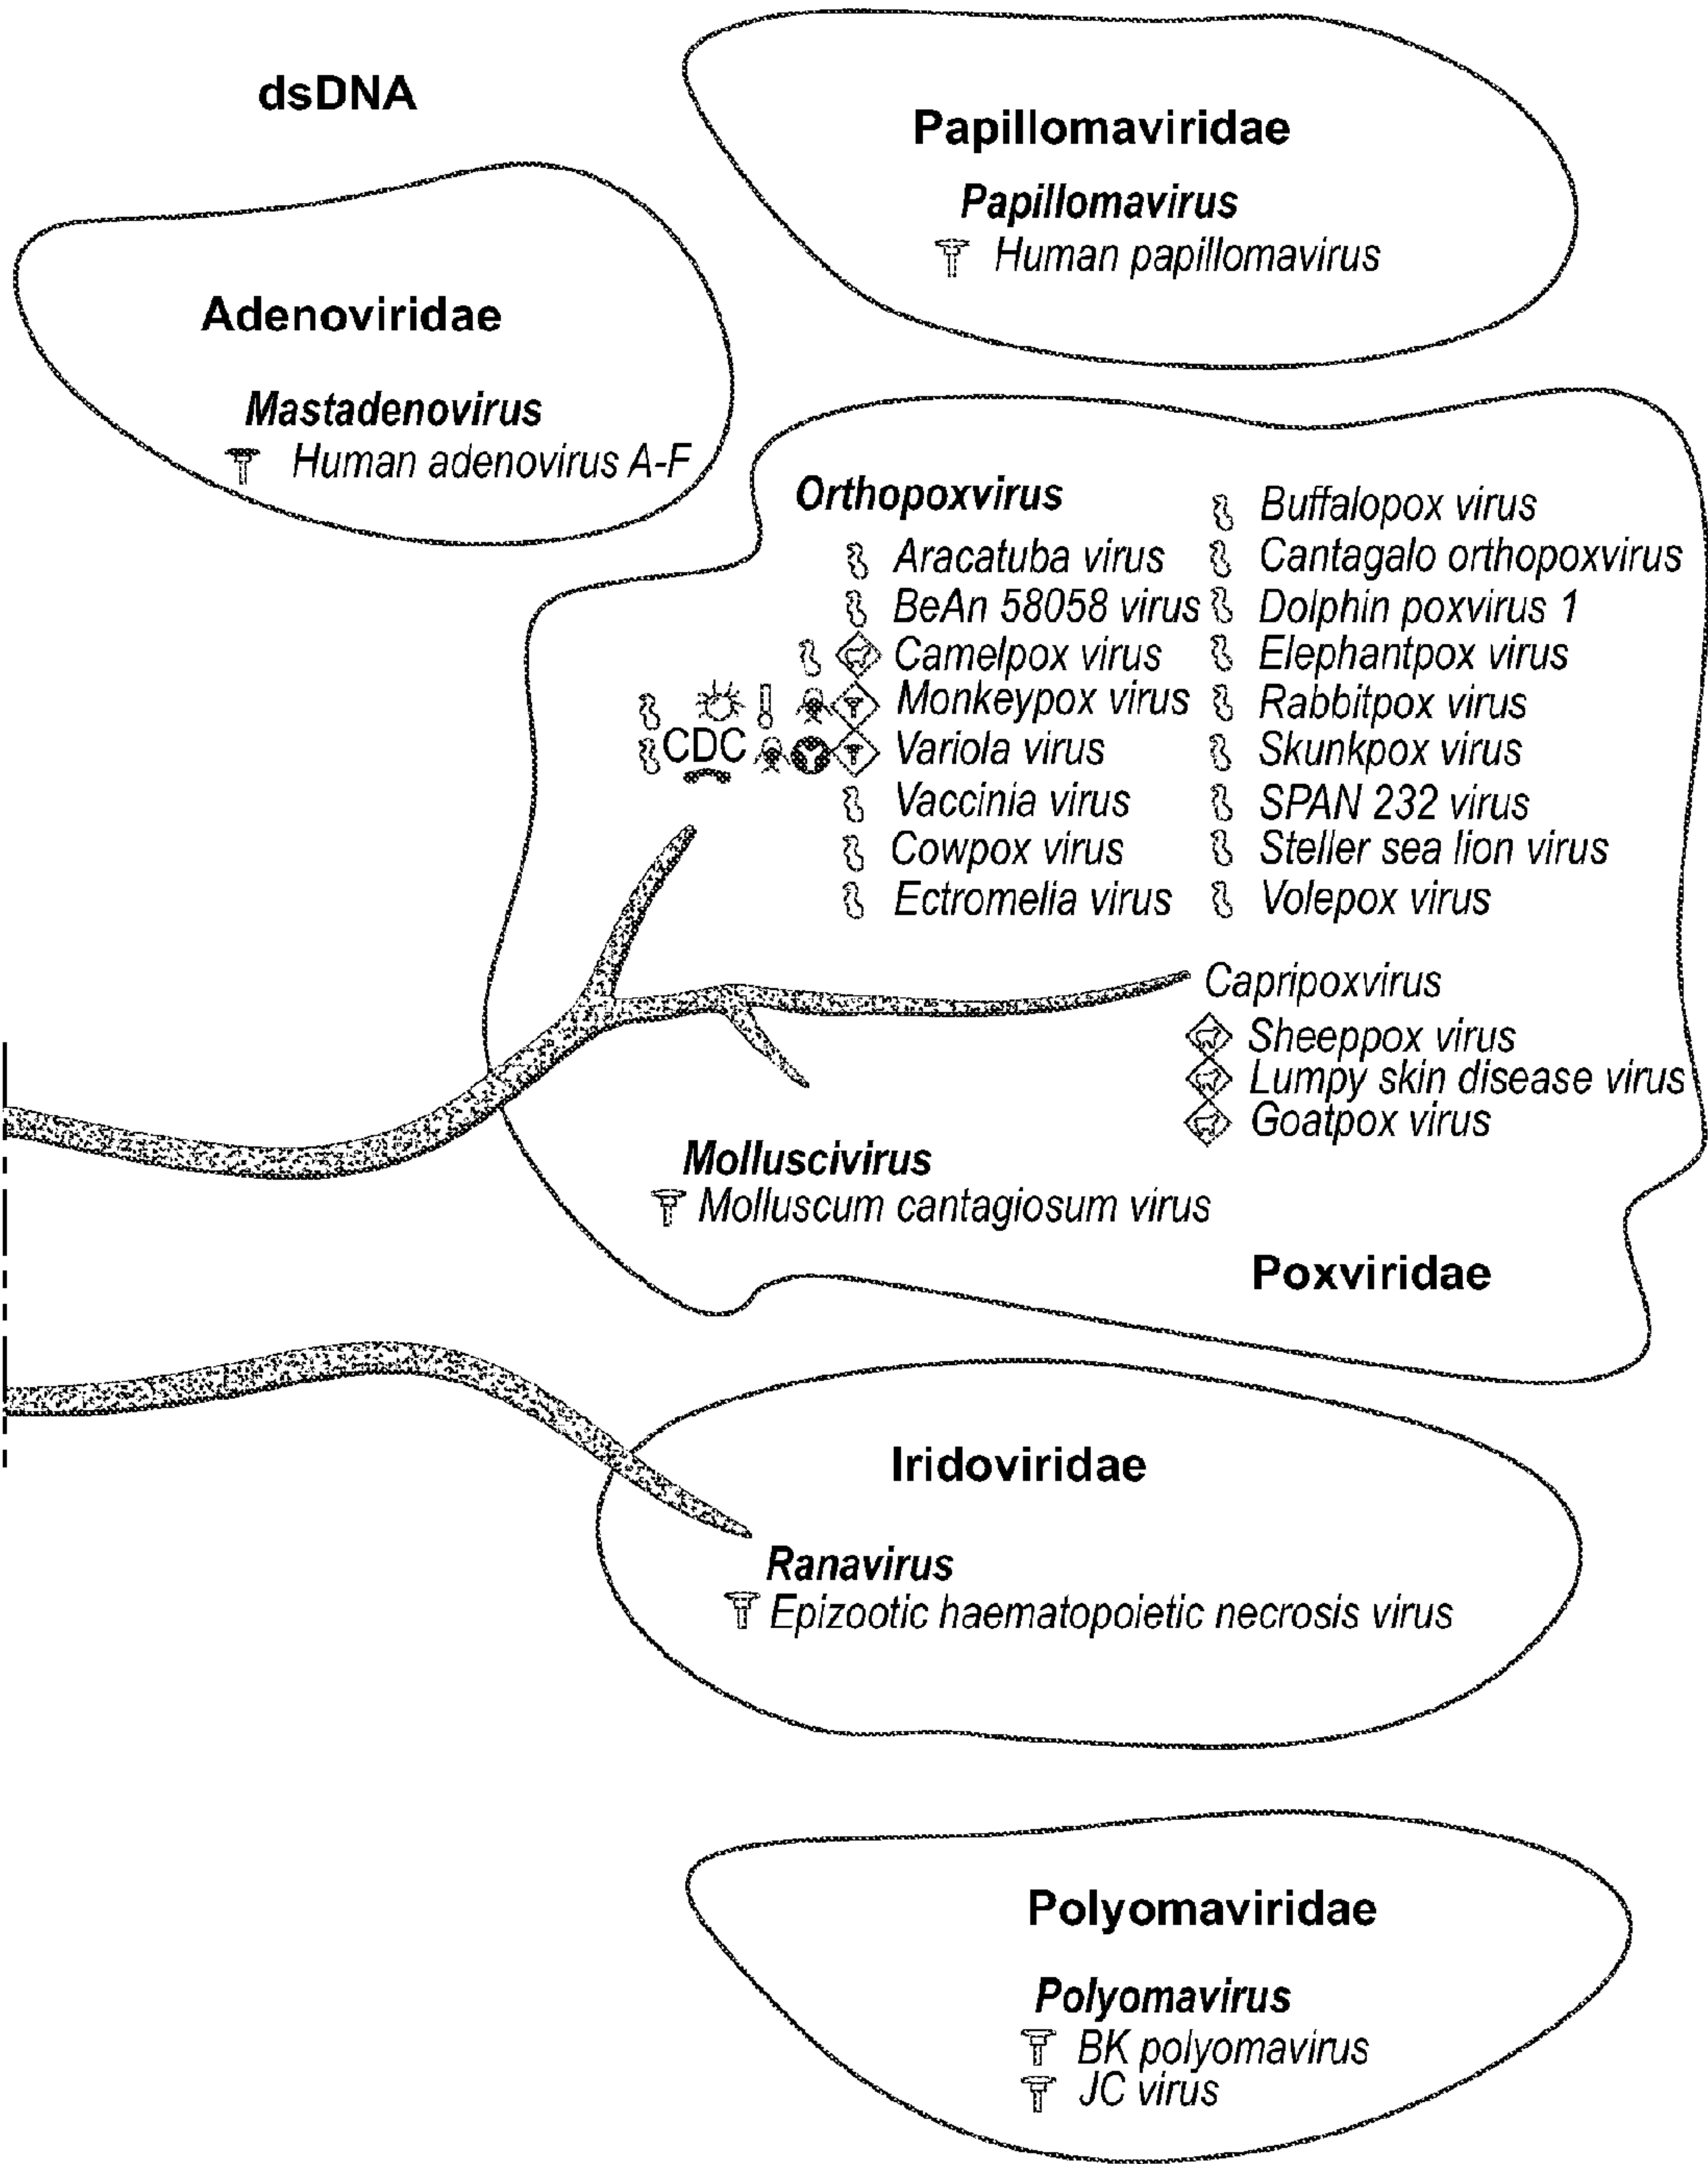 dsDNA
Papillomaviridae
Papillomavirus
Human papillomavirus
Adenoviridae
Mastadenovirus
Human adenovirus A-F
Orthopoxvirus
Aracatuba virus
BeAn 58058 virus
Camelpox virus
Monkeypox virus
CDC
Variola virus
Vaccinia virus
Cowpox virus
Ectromelia virus
Buffalopox virus
Cantagalo orthopoxvirus
Dolphin poxvirus 1
Elephantpox virus
Rabbitpox virus
Skunkpox virus
SPAN 232 virus
Steller sea lion virus
Volepox virus
Capripoxvirus
Sheeppox virus
Lumpy skin disease virus
Goatpox virus
Molluscivirus
Molluscum cantagiosum virus
Poxviridae
Iridoviridae
Ranavirus
Epizootic haematopoietic necrosis virus
Polyomaviridae
Polyomavirus
BK polyomavirus
JC virus